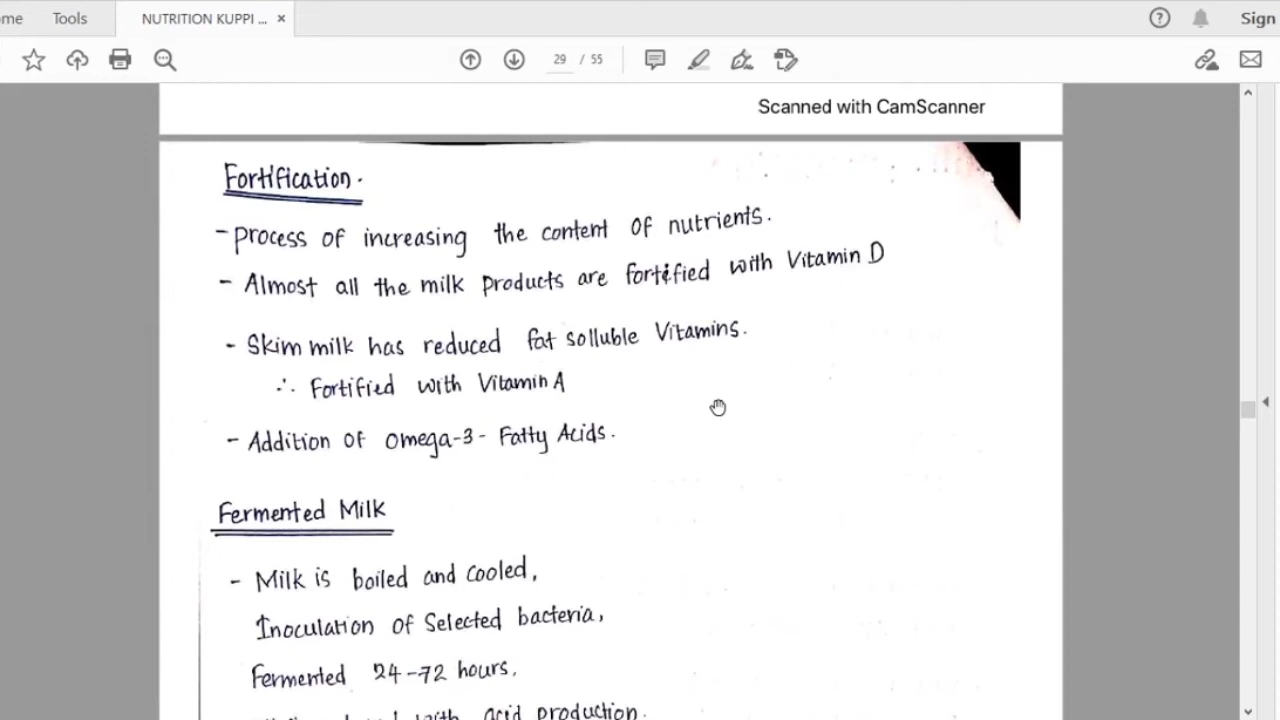 ome Tools NUTRITION KUPPI ... × Sign
29 / 55
Scanned with CamScanner
Fortification.
- Process of increasing the content of nutrients.
- Almost all the milk products are fortified with Vitamin D
- Skim milk has reduced fat solluble Vitamins.
∴ Fortified with Vitamin A
- Addition of Omega-3- Fatty Acids.
Fermented Milk
- Milk is boiled and cooled,
Inoculation of Selected bacteria,
Fermented 24-72 hours.
with acid production.